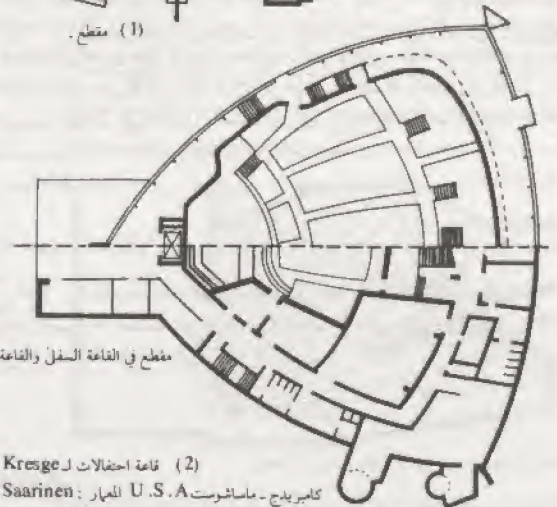 (1) مقطع .
مقطع في القاعة السفلى والقاعة
(2) قاعة احتفالات لـ Kresge
كامبريدج ـ ماساشوست U.S.A المعمار : Saarinen